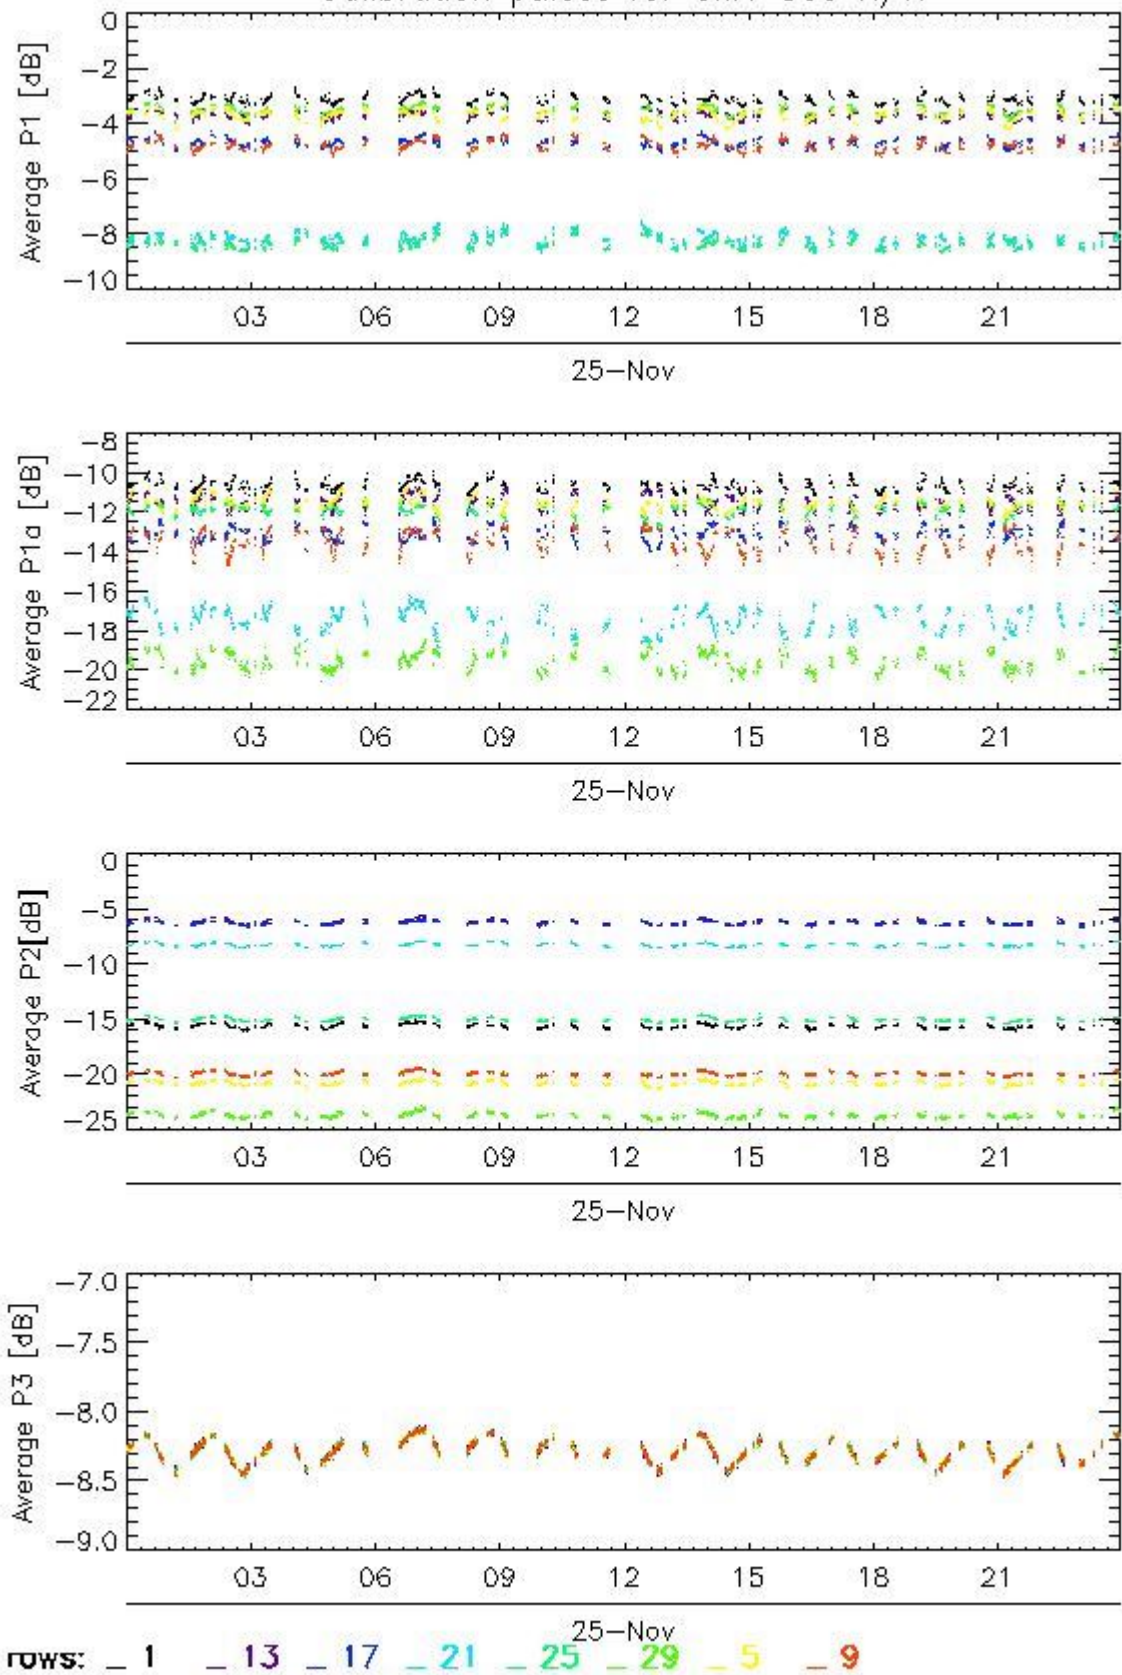 Average P1 [dB]
0
−2
−4
−6
−8
−10
03 06 09 12 15 18 21
25−Nov
Average P1a [dB]
−8
−10
−12
−14
−16
−18
−20
−22
03 06 09 12 15 18 21
25−Nov
Average P2[dB]
0
−5
−10
−15
−20
−25
03 06 09 12 15 18 21
25−Nov
Average P3 [dB]
−7.0
−7.5
−8.0
−8.5
−9.0
03 06 09 12 15 18 21
25−Nov
rows: _ 1 _ 13 _ 17 _ 21 _ 25 _ 29 _ 5 _ 9